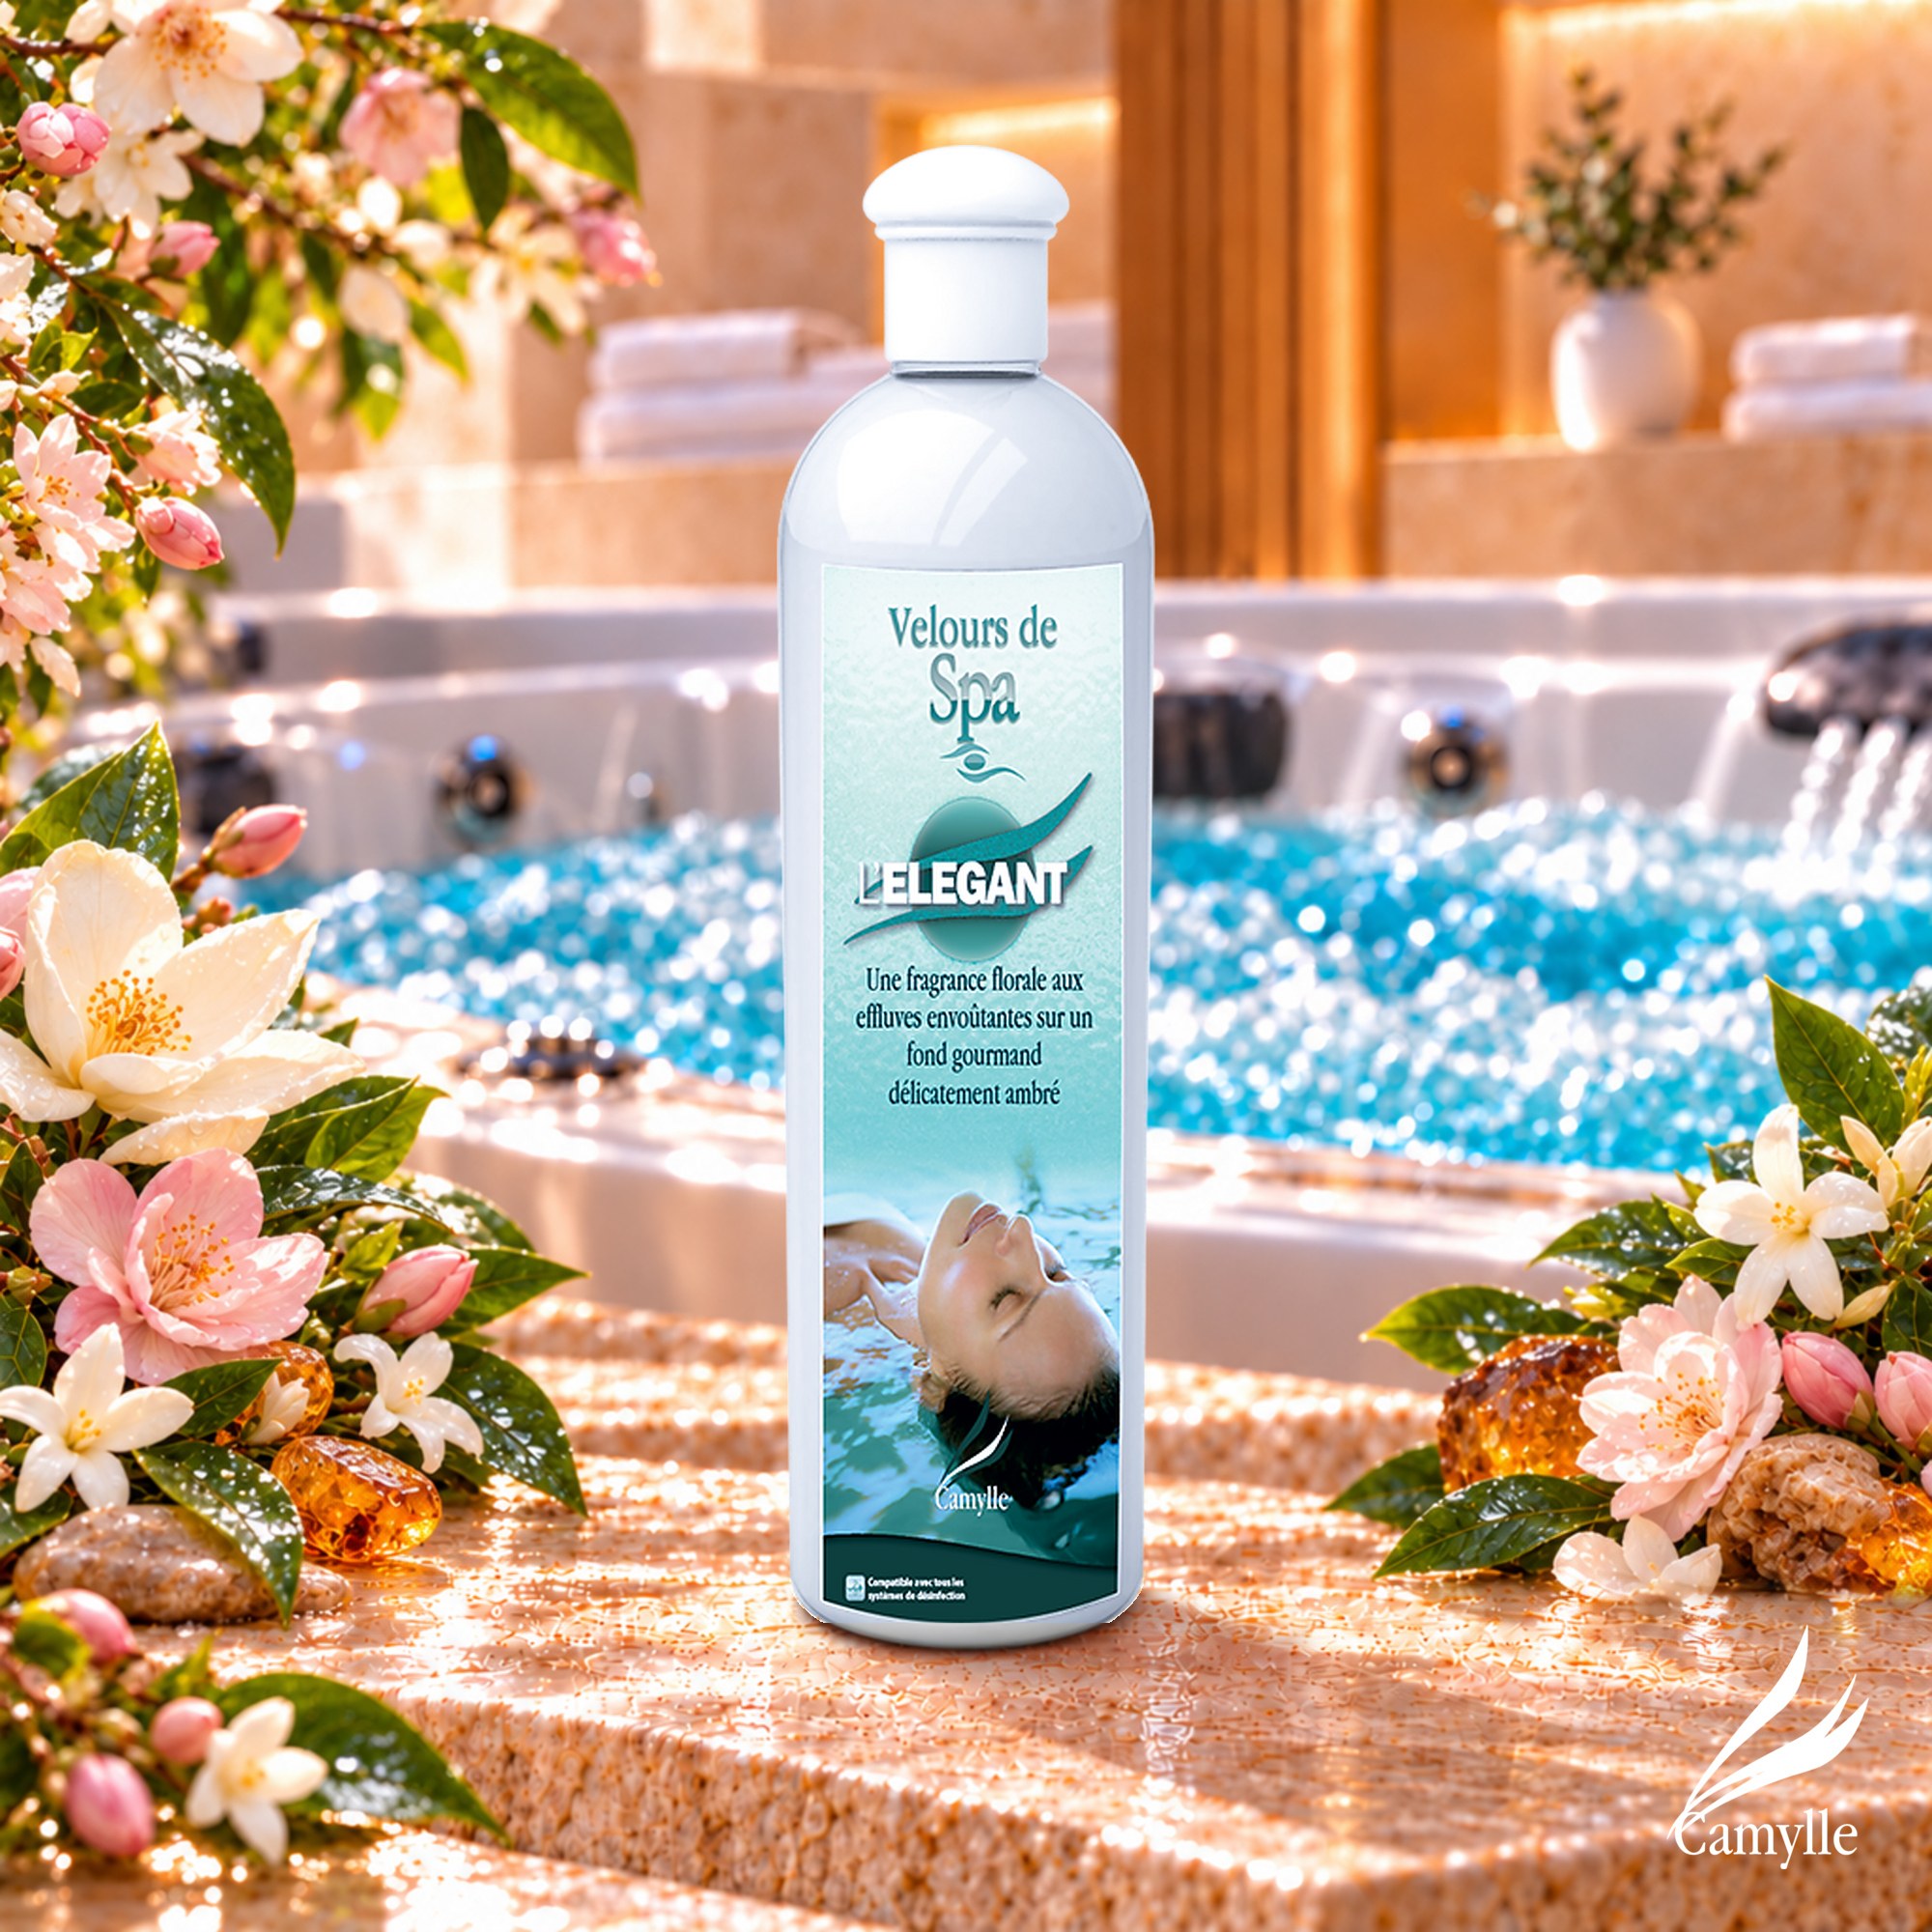 Velours de
Spa
L'ELEGANT
Une fragrance florale aux
effluves envoûtantes sur un
fond gourmand
délicatement ambré
Camylle
Compatible avec tous les
systèmes de désinfection
Camylle